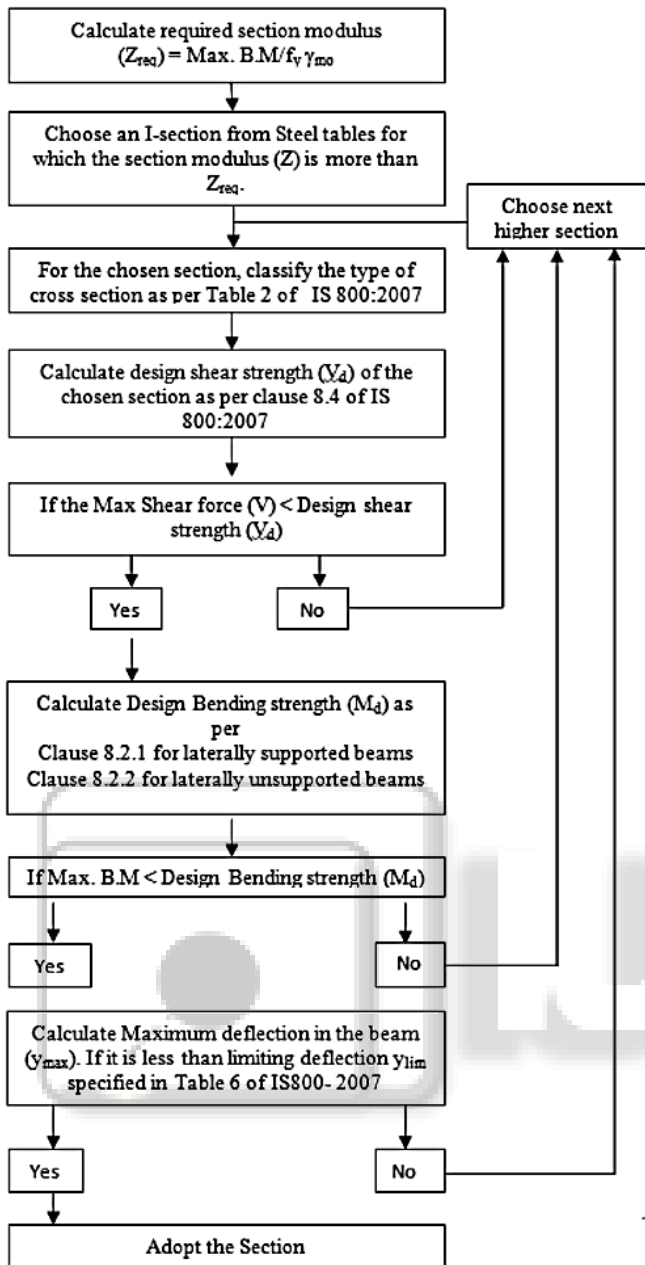 Calculate required section modulus
(Zreq) = Max. B.M/fy γmo
Choose an I-section from Steel tables for
which the section modulus (Z) is more than
Zreq.
Choose next
higher section
For the chosen section, classify the type of
cross section as per Table 2 of IS 800:2007
Calculate design shear strength (Vd) of the
chosen section as per clause 8.4 of IS
800:2007
If the Max Shear force (V) < Design shear
strength (Vd)
Yes
No
Calculate Design Bending strength (Md) as
per
Clause 8.2.1 for laterally supported beams
Clause 8.2.2 for laterally unsupported beams
If Max. B.M < Design Bending strength (Md)
Yes
No
Calculate Maximum deflection in the beam
(ymax). If it is less than limiting deflection ylim
specified in Table 6 of IS800- 2007
Yes
No
Adopt the Section